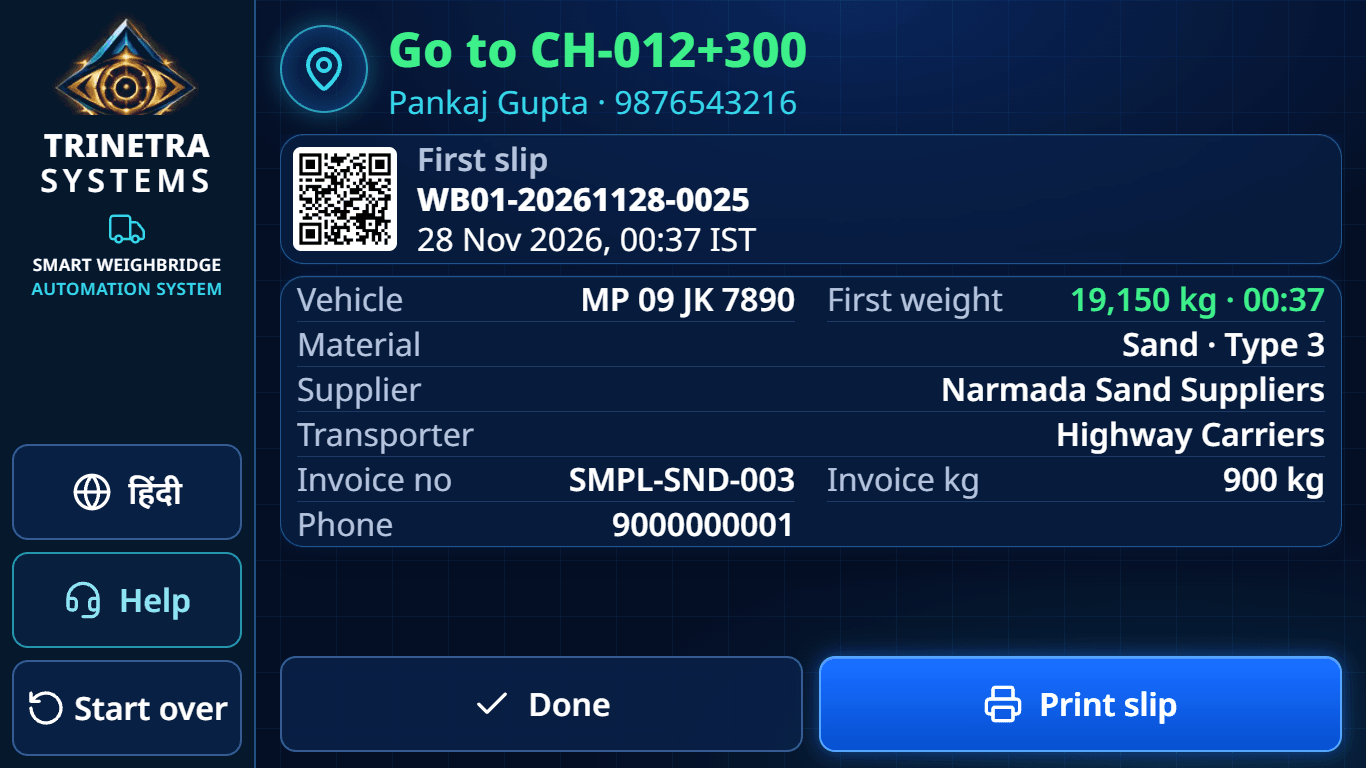 TRINETRA
SYSTEMS
SMART WEIGHBRIDGE
AUTOMATION SYSTEM
हिंदी
Help
Start over
Go to CH-012+300
Pankaj Gupta · 9876543216
First slip
WB01-20261128-0025
28 Nov 2026, 00:37 IST
Vehicle MP 09 JK 7890 First weight 19,150 kg · 00:37
Material Sand · Type 3
Supplier Narmada Sand Suppliers
Transporter Highway Carriers
Invoice no SMPL-SND-003 Invoice kg 900 kg
Phone 9000000001
Done Print slip